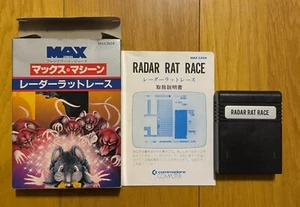 MAX
マックス・マシーン
レーダーラットレース
RADAR RAT RACE
レーダーラットレース
取扱説明書
commodore
COMPUTER
RADAR RAT RACE